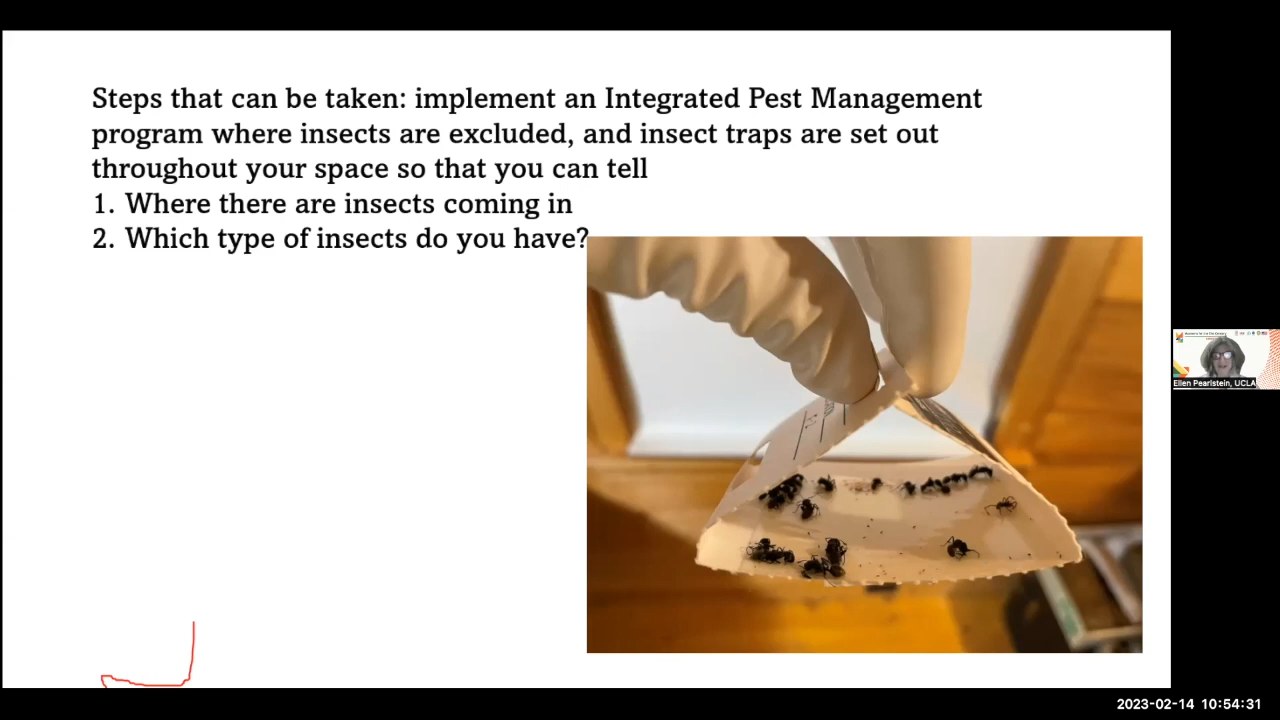 Steps that can be taken: implement an Integrated Pest Management
program where insects are excluded, and insect traps are set out
throughout your space so that you can tell
1. Where there are insects coming in
2. Which type of insects do you have?
Ellen Pearlstein, UCLA
2023-02-14 10:54:31